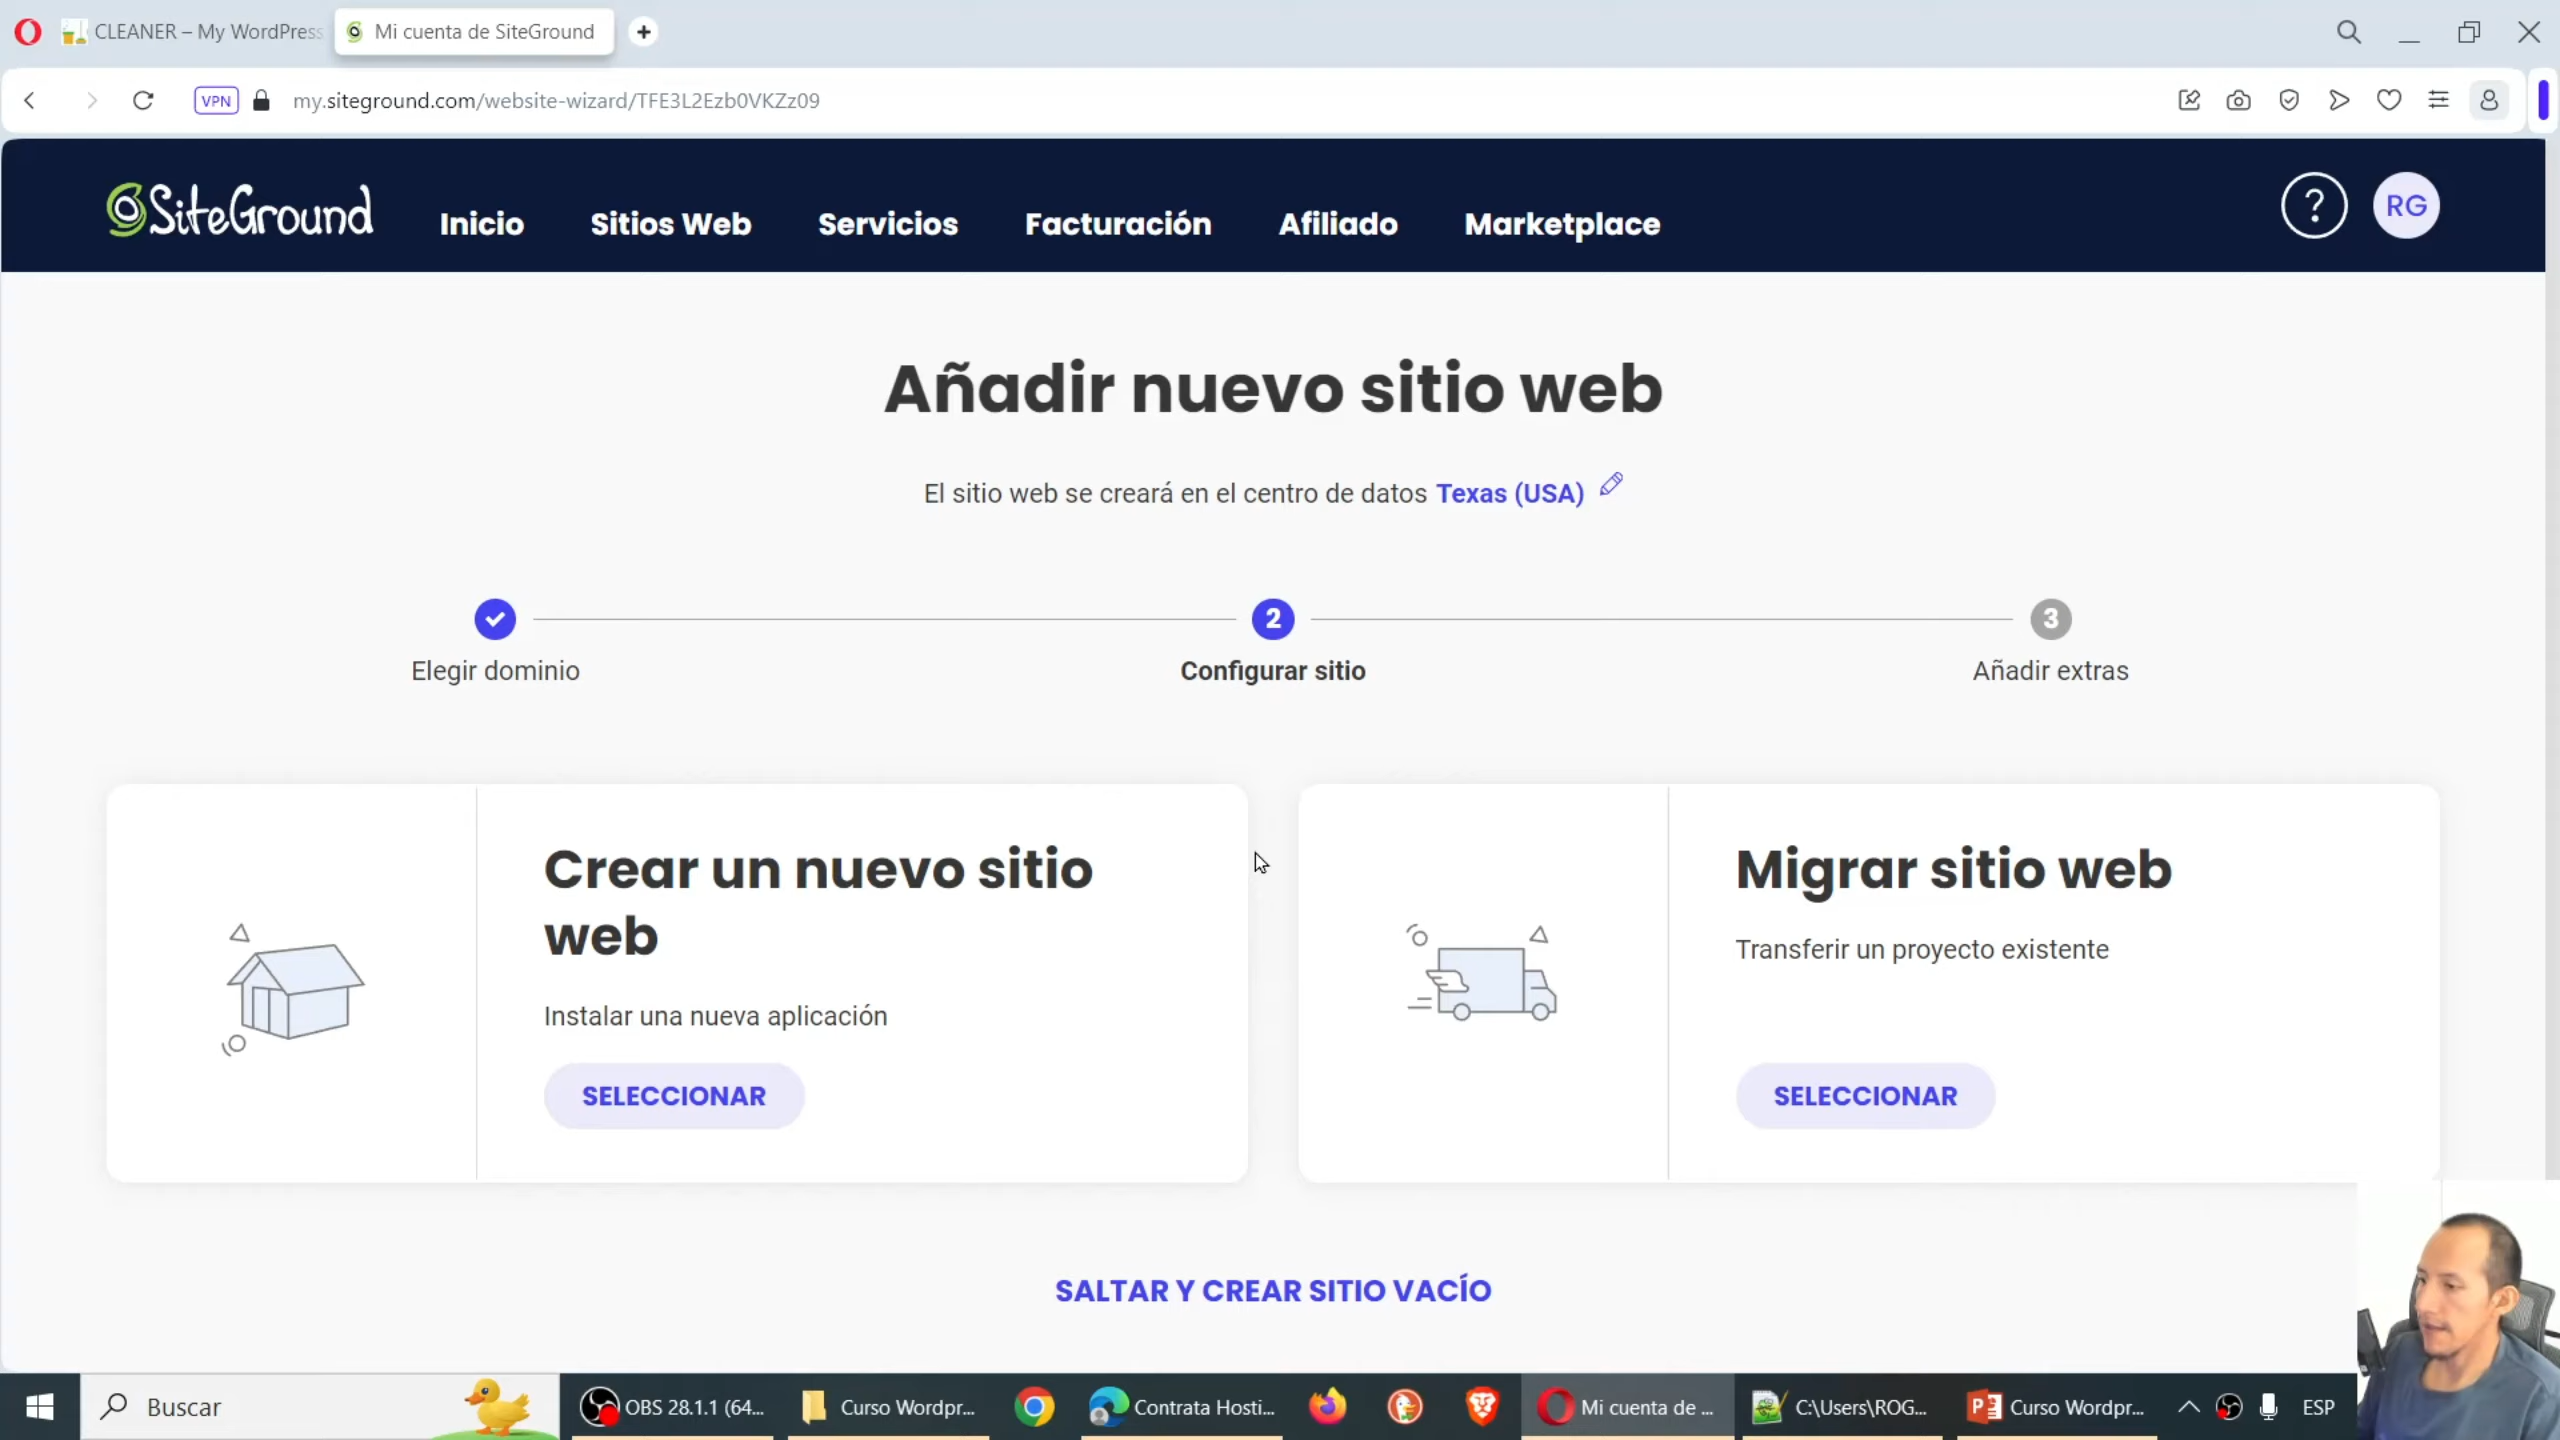 CLEANER – My WordPress
Mi cuenta de SiteGround
VPN
my.siteground.com/website-wizard/TFE3L2Ezb0VKZz09
SiteGround
Inicio
Sitios Web
Servicios
Facturación
Afiliado
Marketplace
?
RG
Añadir nuevo sitio web
El sitio web se creará en el centro de datos Texas (USA)
2
3
Elegir dominio
Configurar sitio
Añadir extras
Crear un nuevo sitio
web
Instalar una nueva aplicación
SELECCIONAR
Migrar sitio web
Transferir un proyecto existente
SELECCIONAR
SALTAR Y CREAR SITIO VACÍO
Buscar
OBS 28.1.1 (64...
Curso Wordpr...
Contrata Hosti...
Mi cuenta de ...
C:\Users\ROG...
Curso Wordpr...
ESP